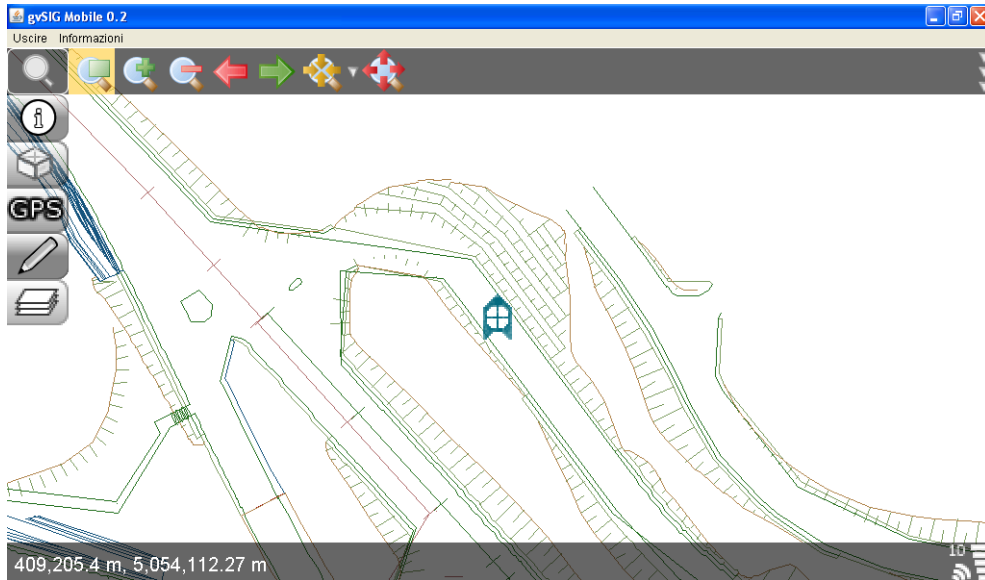 gvSIG Mobile 0.2
Uscire Informazioni
GPS
10
409,205.4 m, 5,054,112.27 m